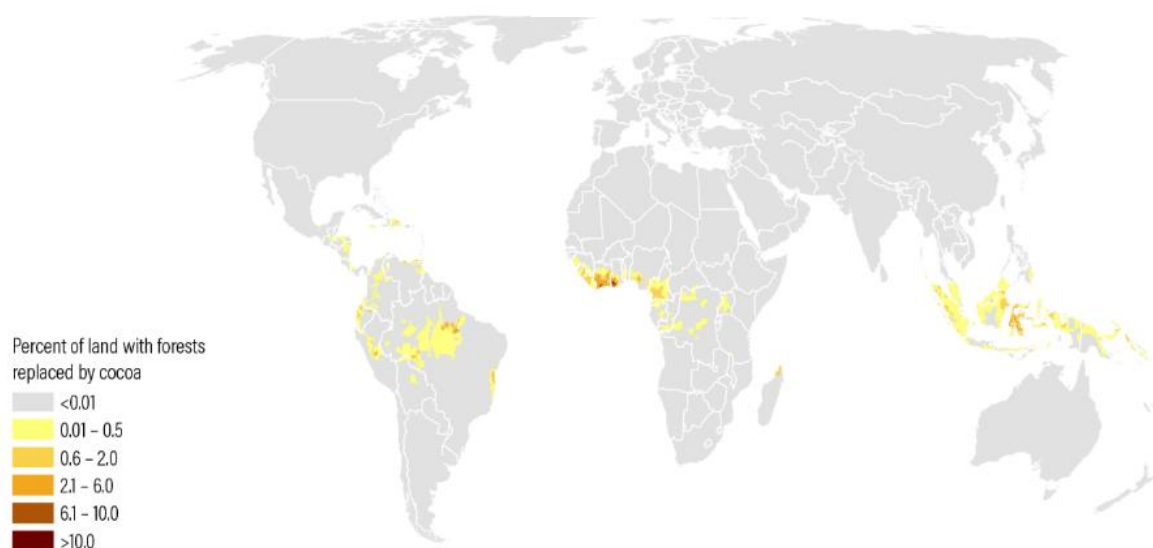 Percent of land with forests
replaced by cocoa
<0.01
0.01 – 0.5
0.6 – 2.0
2.1 – 6.0
6.1 – 10.0
>10.0